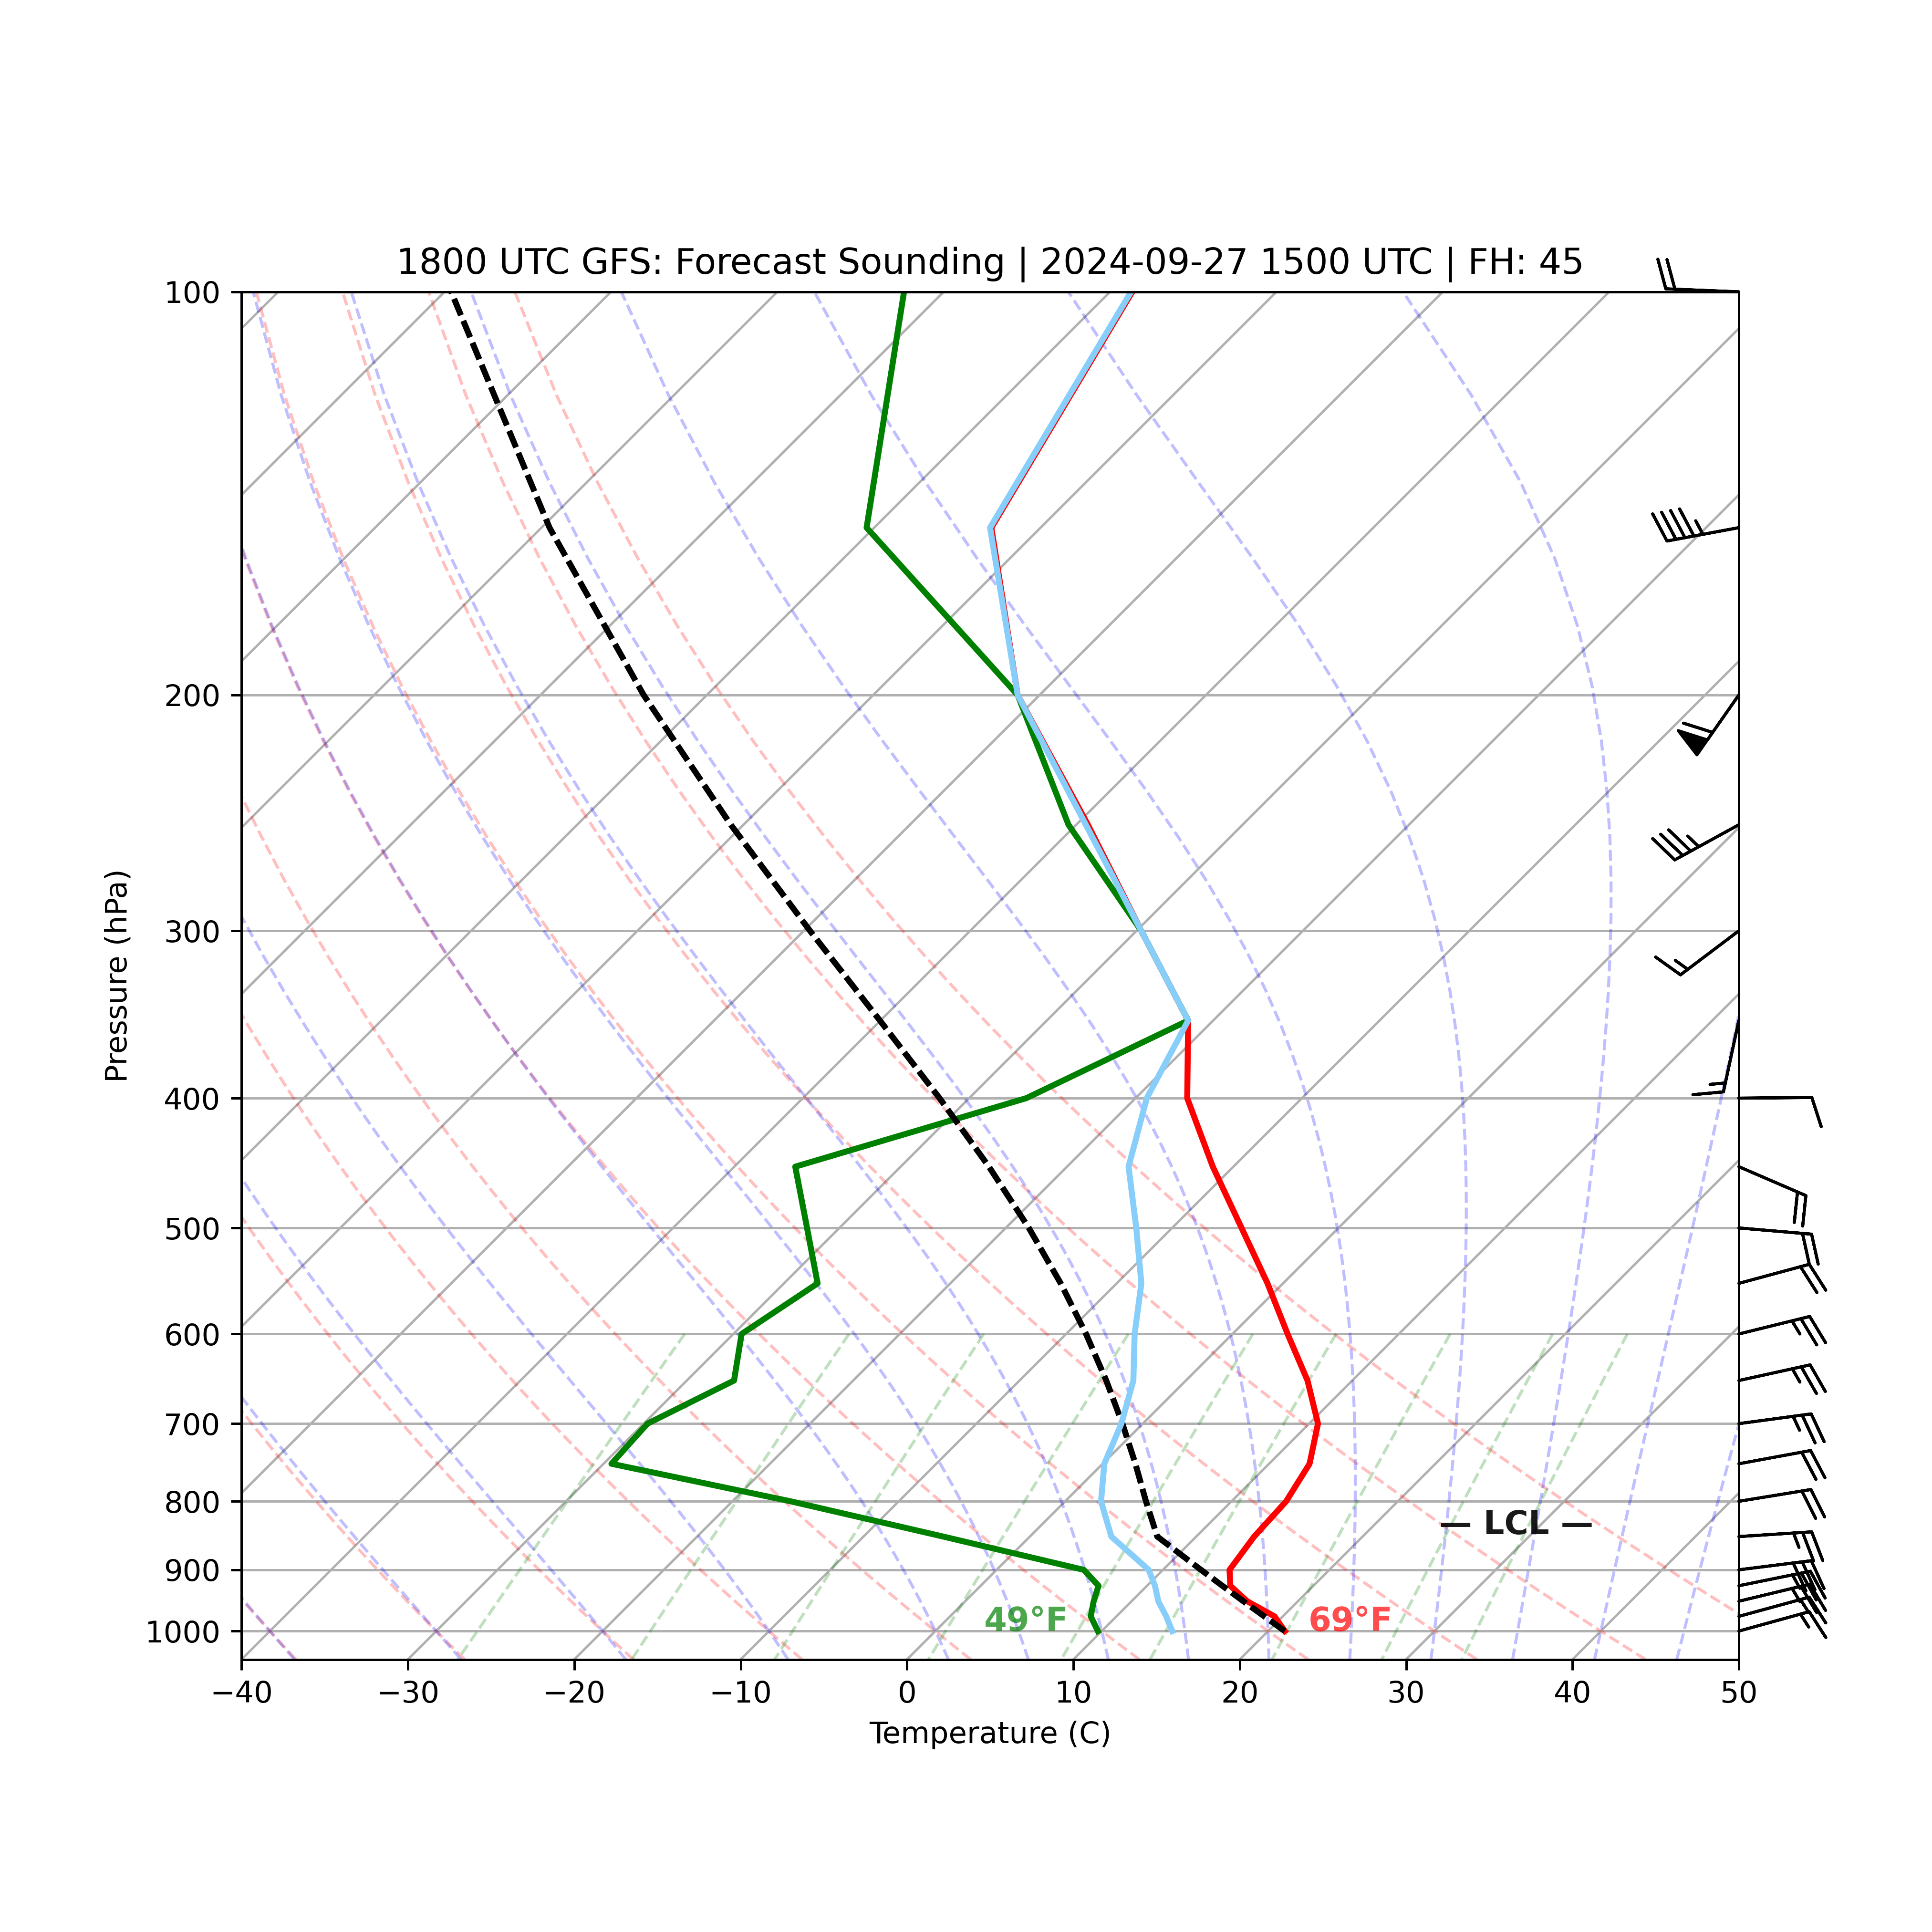 1800 UTC GFS: Forecast Sounding | 2024-09-27 1500 UTC | FH: 45
100
200
300
400
500
600
700
800
900
1000
Pressure (hPa)
— LCL —
49°F
69°F
−40 −30 −20 −10 0 10 20 30 40 50
Temperature (C)